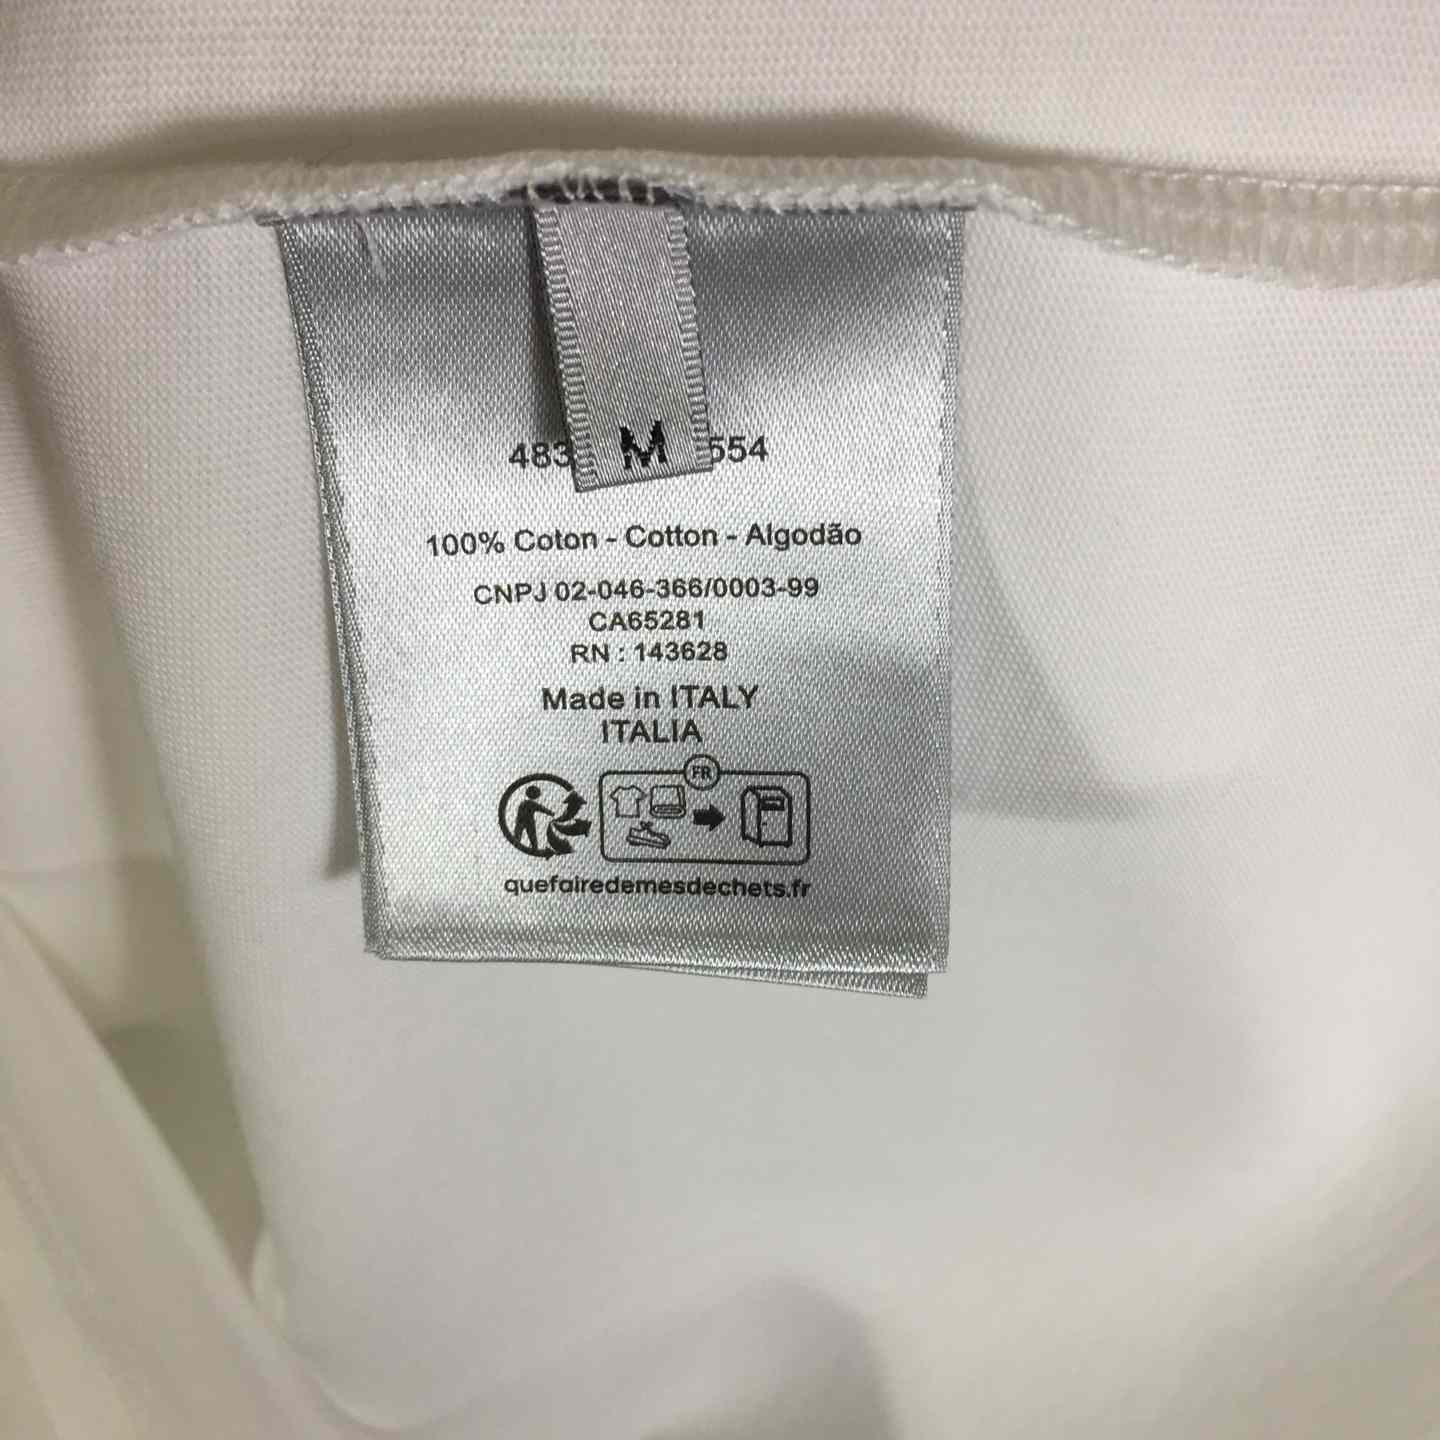 483 M 554
100% Coton - Cotton - Algodão
CNPJ 02-046-366/0003-99
CA65281
RN : 143628
Made in ITALY
ITALIA
FR
quefairedemesdechets.fr